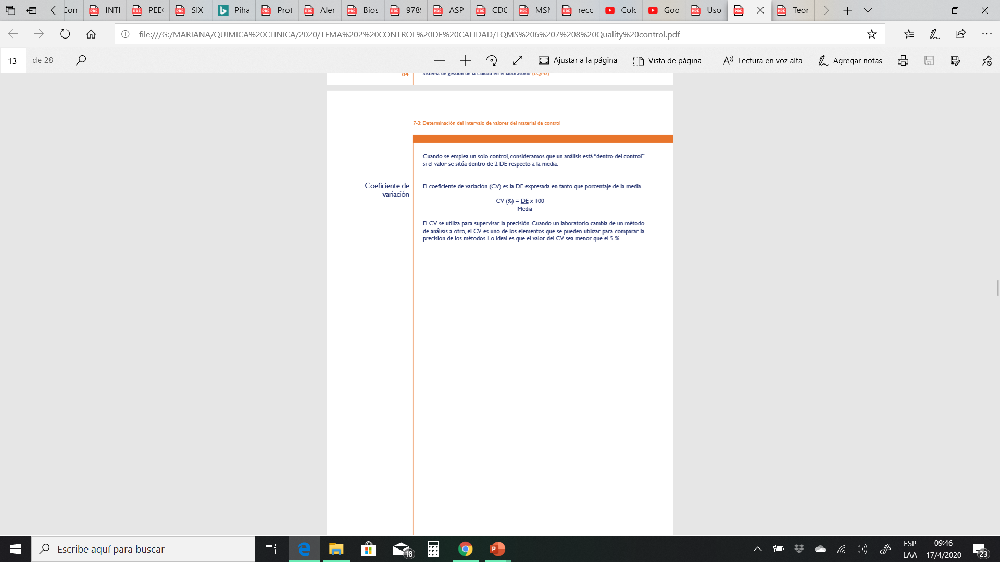 Con
INTE
PEEC
SIX S
Piha
Prot
Aler
Bios
9789
ASP
CDC
MSN
reco
Colo
Goo
Uso
Teor
file:///G:/MARIANA/QUIMICA%20CLINICA/2020/TEMA%202%20CONTROL%20DE%20CALIDAD/LQMS%206%207%208%20Quality%20control.pdf
13 de 28
Ajustar a la página
Vista de página
Lectura en voz alta
Agregar notas
84
Sistema de gestión de la calidad en el laboratorio (LQMS)
7-3: Determinación del intervalo de valores del material de control
Cuando se emplea un solo control, consideramos que un análisis está “dentro del control”
si el valor se sitúa dentro de 2 DE respecto a la media.
Coeficiente de
variación
El coeficiente de variación (CV) es la DE expresada en tanto que porcentaje de la media.
CV (%) = DE x 100
Media
El CV se utiliza para supervisar la precisión. Cuando un laboratorio cambia de un método
de análisis a otro, el CV es uno de los elementos que se pueden utilizar para comparar la
precisión de los métodos. Lo ideal es que el valor del CV sea menor que el 5 %.
Escribe aquí para buscar
18
ESP
LAA
09:46
17/4/2020
23